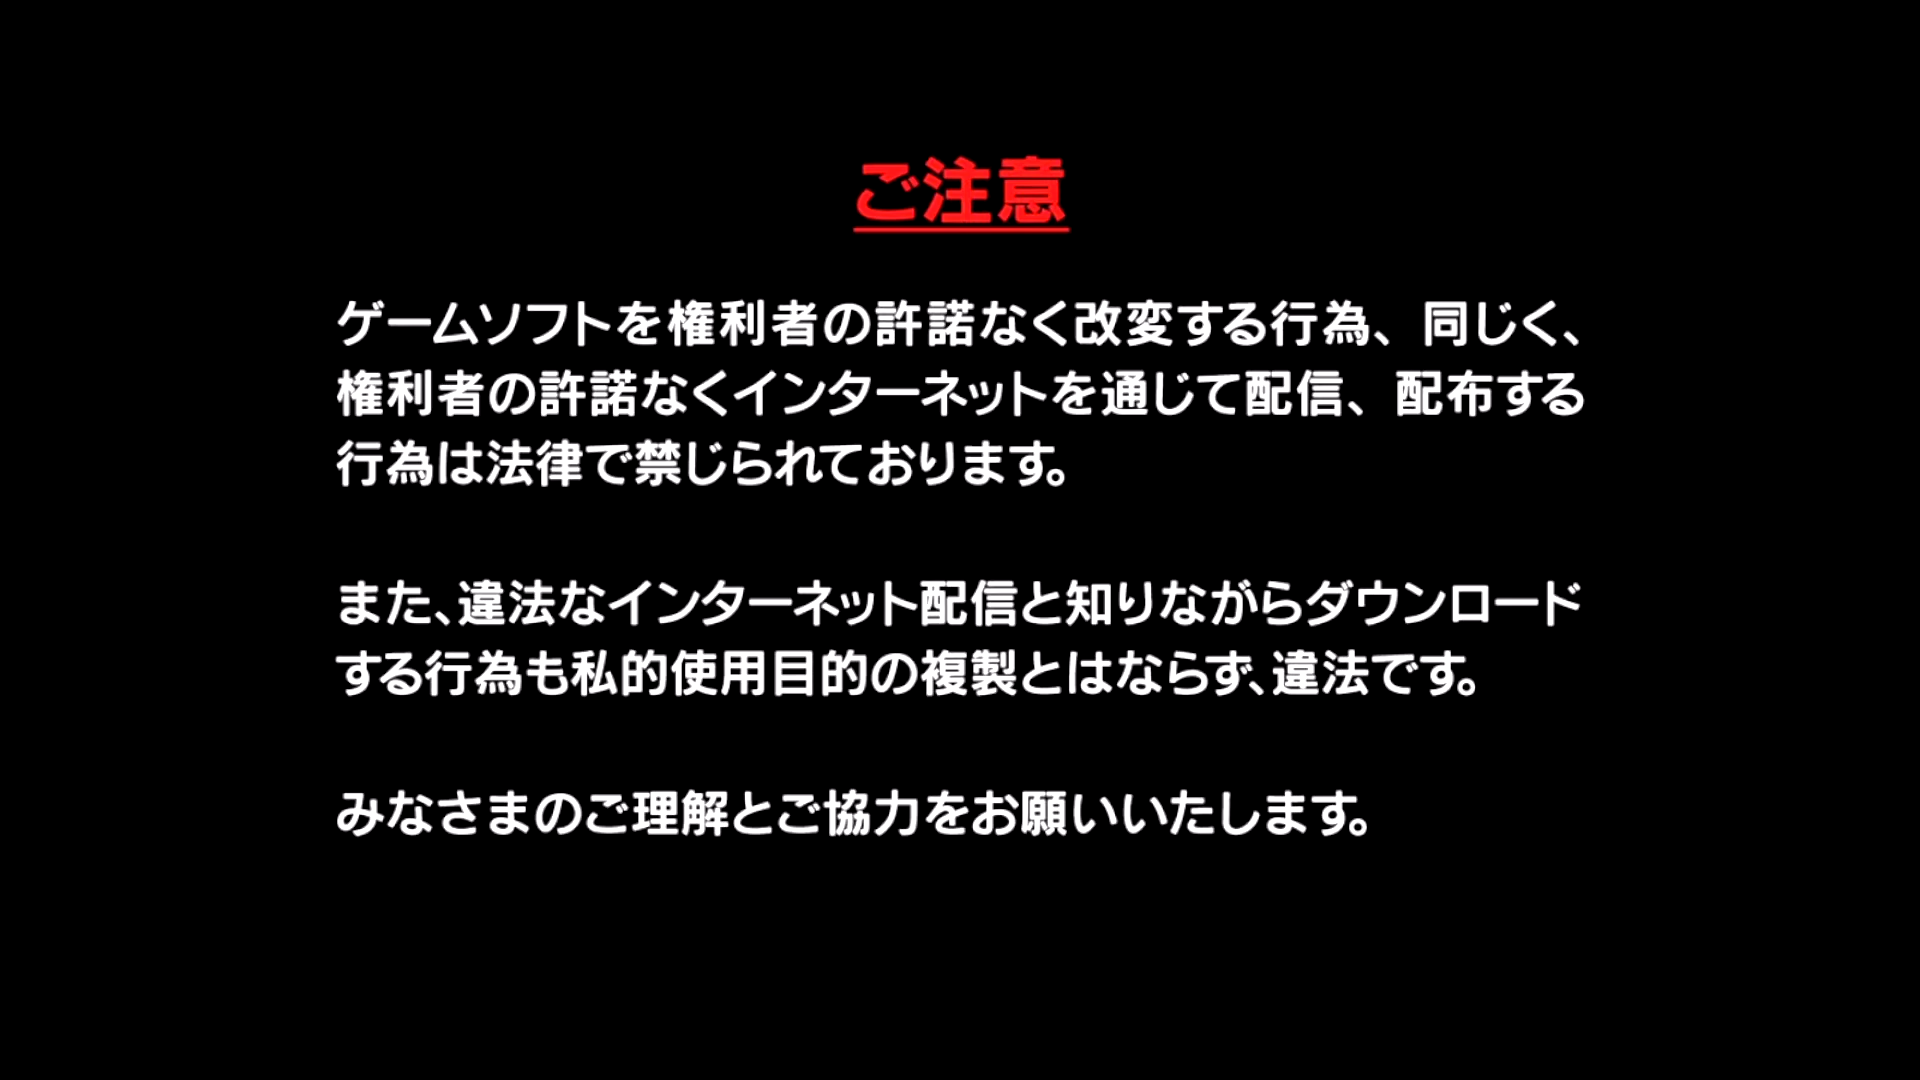 ご注意
ゲームソフトを権利者の許諾なく改変する行為、同じく、
権利者の許諾なくインターネットを通じて配信、配布する
行為は法律で禁じられております。
また、違法なインターネット配信と知りながらダウンロード
する行為も私的使用目的の複製とはならず、違法です。
みなさまのご理解とご協力をお願いいたします。